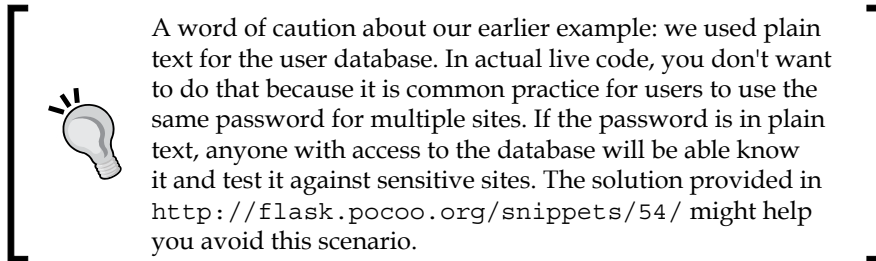 A word of caution about our earlier example: we used plain
text for the user database. In actual live code, you don't want
to do that because it is common practice for users to use the
same password for multiple sites. If the password is in plain
text, anyone with access to the database will be able know
it and test it against sensitive sites. The solution provided in
http://flask.pocoo.org/snippets/54/ might help
you avoid this scenario.